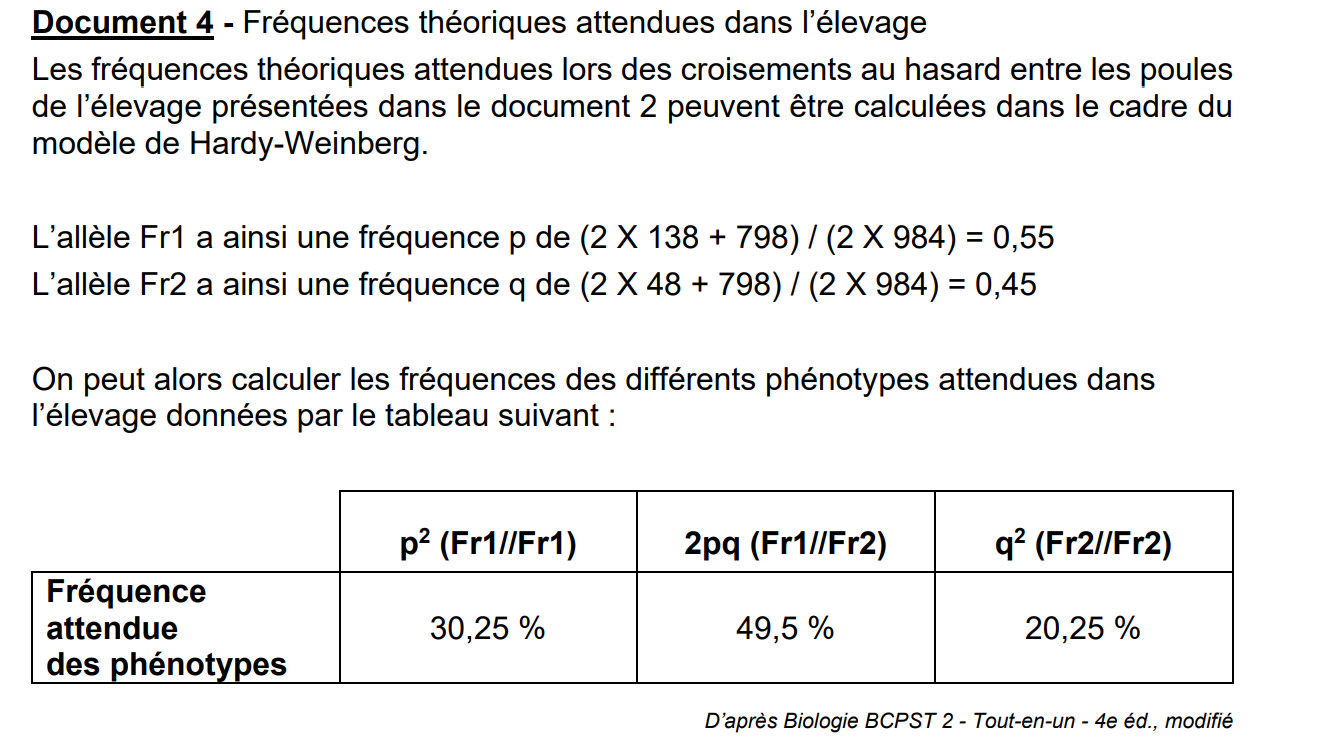 Document 4 - Fréquences théoriques attendues dans l’élevage
Les fréquences théoriques attendues lors des croisements au hasard entre les poules
de l’élevage présentées dans le document 2 peuvent être calculées dans le cadre du
modèle de Hardy-Weinberg.
L’allèle Fr1 a ainsi une fréquence p de (2 X 138 + 798) / (2 X 984) = 0,55
L’allèle Fr2 a ainsi une fréquence q de (2 X 48 + 798) / (2 X 984) = 0,45
On peut alors calculer les fréquences des différents phénotypes attendues dans
l’élevage données par le tableau suivant :
p² (Fr1//Fr1) 2pq (Fr1//Fr2) q² (Fr2//Fr2)
Fréquence
attendue
des phénotypes
30,25 % 49,5 % 20,25 %
D’après Biologie BCPST 2 - Tout-en-un - 4e éd., modifié